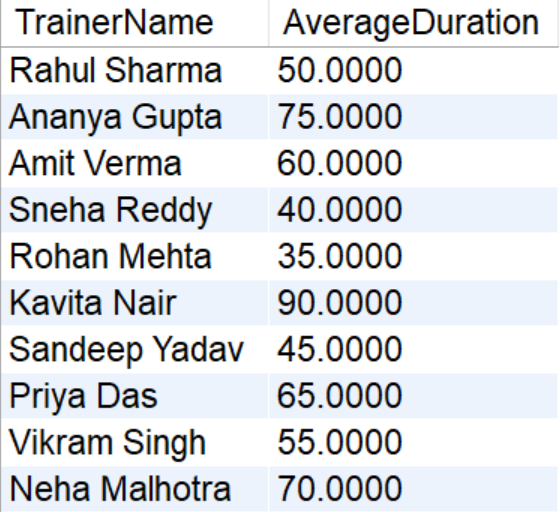 TrainerName AverageDuration
Rahul Sharma 50.0000
Ananya Gupta 75.0000
Amit Verma 60.0000
Sneha Reddy 40.0000
Rohan Mehta 35.0000
Kavita Nair 90.0000
Sandeep Yadav 45.0000
Priya Das 65.0000
Vikram Singh 55.0000
Neha Malhotra 70.0000